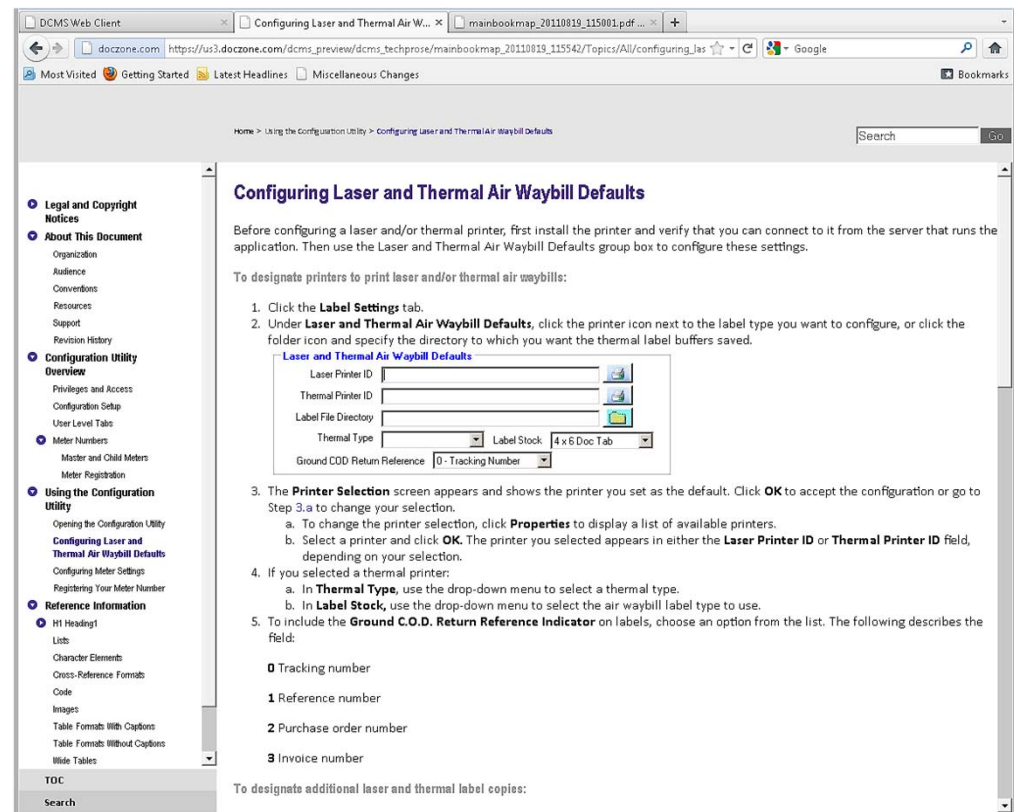 DCMS Web Client
Configuring Laser and Thermal Air W...
mainbookmap_20110819_115001.pdf ...
doczone.com https://us3.doczone.com/dcms_preview/dcms_techprose/mainbookmap_20110819_115542/Topics/All/configuring_las
Google
Most Visited Getting Started Latest Headlines Miscellaneous Changes
Bookmarks
Home > Using the Configuration Utility > Configuring Laser and Thermal Air Waybill Defaults
Search Go
Legal and Copyright
Notices
About This Document
Organization
Audience
Conventions
Resources
Support
Revision History
Configuration Utility
Overview
Privileges and Access
Configuration Setup
User Level Tabs
Meter Numbers
Master and Child Meters
Meter Registration
Using the Configuration
Utility
Opening the Configuration Utility
Configuring Laser and
Thermal Air Waybill Defaults
Configuring Meter Settings
Registering Your Meter Number
Reference Information
H1 Heading1
Lists
Character Elements
Cross-Reference Formats
Code
Images
Table Formats With Captions
Table Formats Without Captions
Wide Tables
TOC
Search
Configuring Laser and Thermal Air Waybill Defaults
Before configuring a laser and/or thermal printer, first install the printer and verify that you can connect to it from the server that runs the
application. Then use the Laser and Thermal Air Waybill Defaults group box to configure these settings.
To designate printers to print laser and/or thermal air waybills:
1. Click the Label Settings tab.
2. Under Laser and Thermal Air Waybill Defaults, click the printer icon next to the label type you want to configure, or click the
folder icon and specify the directory to which you want the thermal label buffers saved.
Laser and Thermal Air Waybill Defaults
Laser Printer ID
Thermal Printer ID
Label File Directory
Thermal Type Label Stock 4 x 6 Doc Tab
Ground COD Return Reference 0 - Tracking Number
3. The Printer Selection screen appears and shows the printer you set as the default. Click OK to accept the configuration or go to
Step 3.a to change your selection.
a. To change the printer selection, click Properties to display a list of available printers.
b. Select a printer and click OK. The printer you selected appears in either the Laser Printer ID or Thermal Printer ID field,
depending on your selection.
4. If you selected a thermal printer:
a. In Thermal Type, use the drop-down menu to select a thermal type.
b. In Label Stock, use the drop-down menu to select the air waybill label type to use.
5. To include the Ground C.O.D. Return Reference Indicator on labels, choose an option from the list. The following describes the
field:
0 Tracking number
1 Reference number
2 Purchase order number
3 Invoice number
To designate additional laser and thermal label copies: